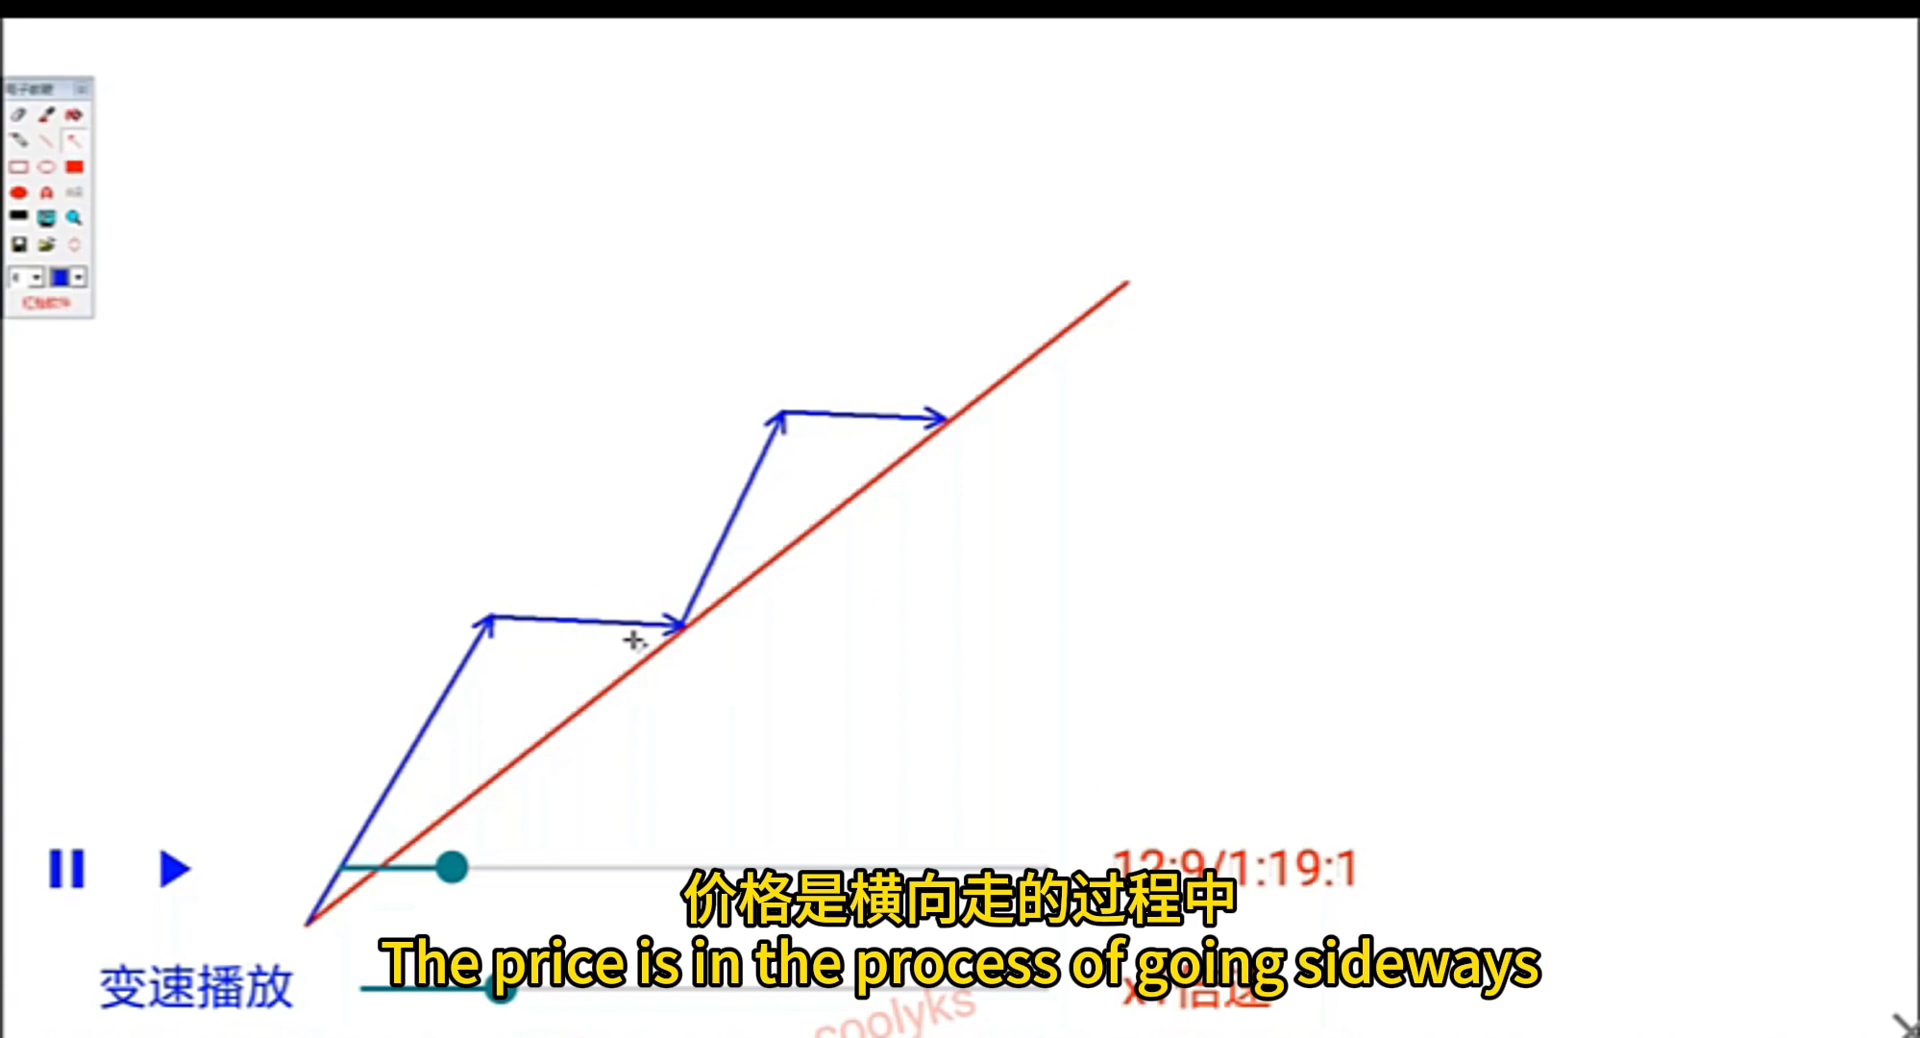 12:9/1:19:1
价格是横向走的过程中
The price is in the process of going sideways
变速播放
coolyks